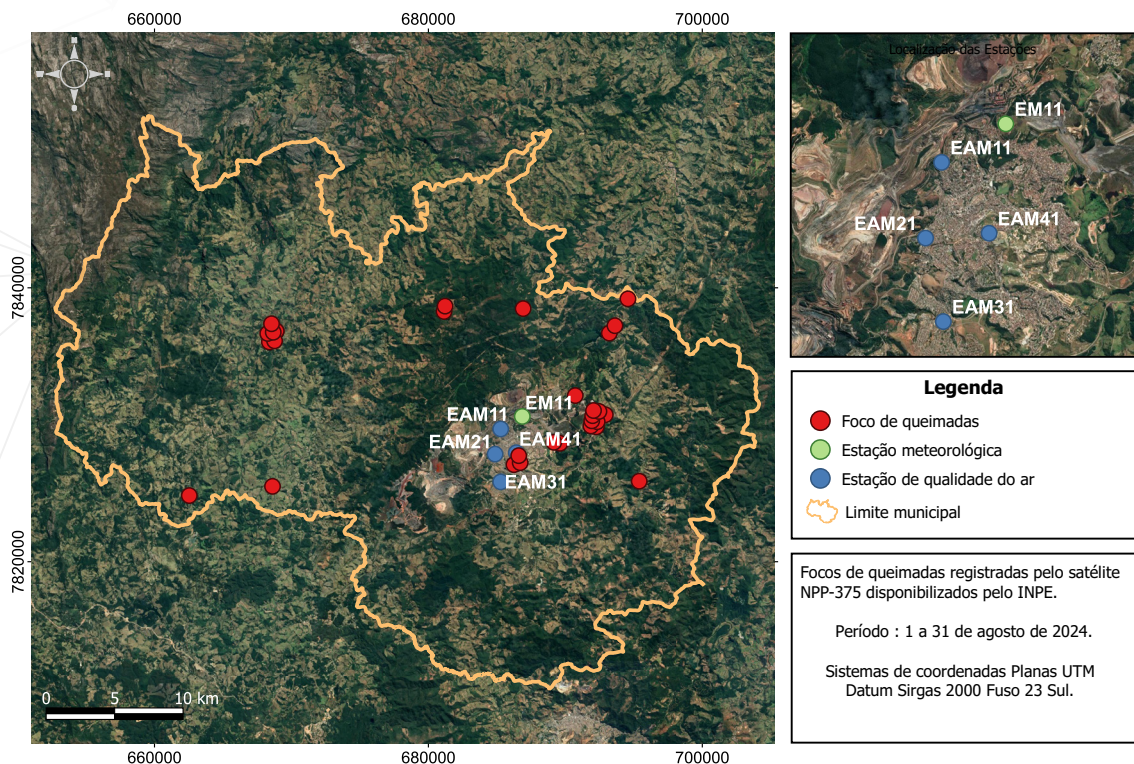 660000
680000
700000
7840000
7820000
EM11
EAM11
EAM21
EAM41
EAM31
0
5
10 km
660000
680000
700000
Localização das Estações
EM11
EAM11
EAM21
EAM41
EAM31
Legenda
Foco de queimadas
Estação meteorológica
Estação de qualidade do ar
Limite municipal
Focos de queimadas registradas pelo satélite
NPP-375 disponibilizados pelo INPE.
Período : 1 a 31 de agosto de 2024.
Sistemas de coordenadas Planas UTM
Datum Sirgas 2000 Fuso 23 Sul.